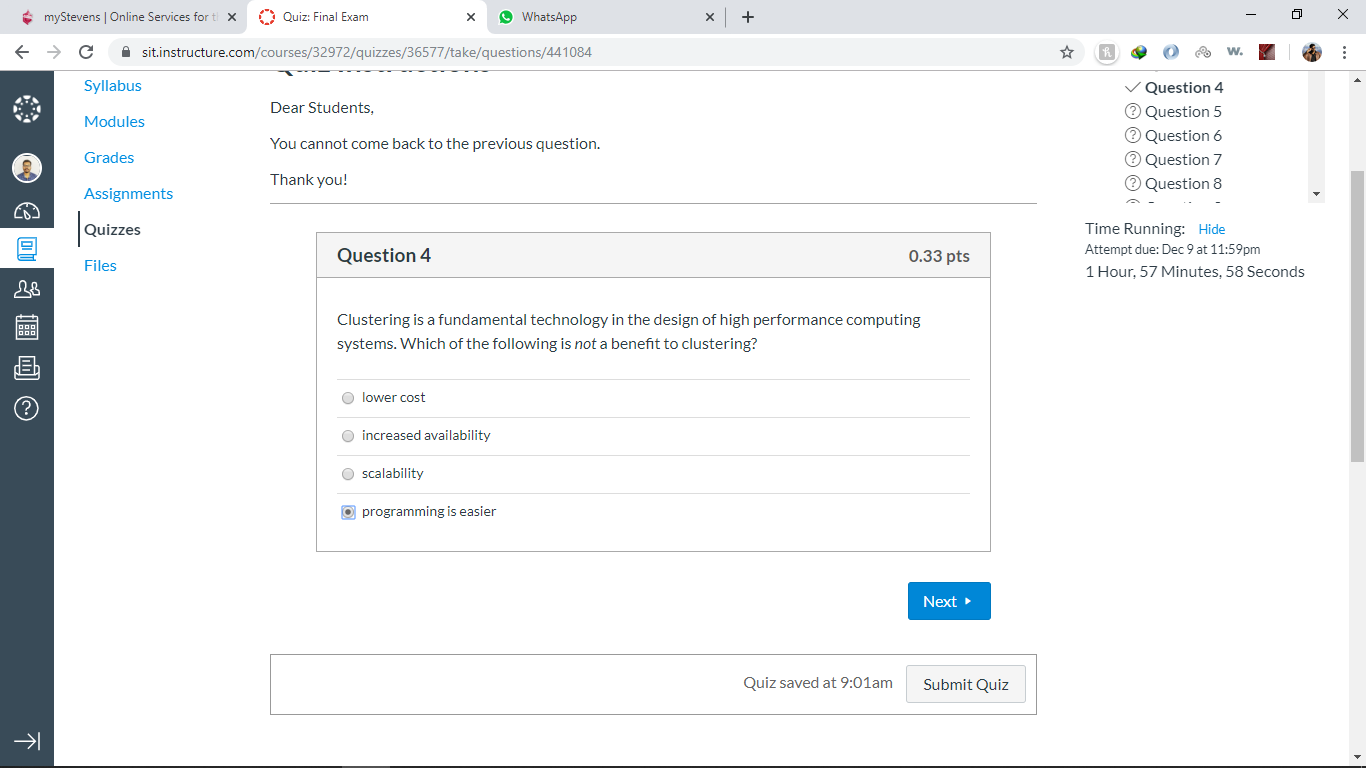 myStevens | Online Services for t
Quiz: Final Exam
WhatsApp
sit.instructure.com/courses/32972/quizzes/36577/take/questions/441084
Syllabus
Modules
Grades
Assignments
Quizzes
Files
Quiz Instructions
Dear Students,
You cannot come back to the previous question.
Thank you!
Question 4
0.33 pts
Clustering is a fundamental technology in the design of high performance computing
systems. Which of the following is not a benefit to clustering?
lower cost
increased availability
scalability
programming is easier
Next
Quiz saved at 9:01am
Submit Quiz
Question 4
Question 5
Question 6
Question 7
Question 8
Time Running: Hide
Attempt due: Dec 9 at 11:59pm
1 Hour, 57 Minutes, 58 Seconds